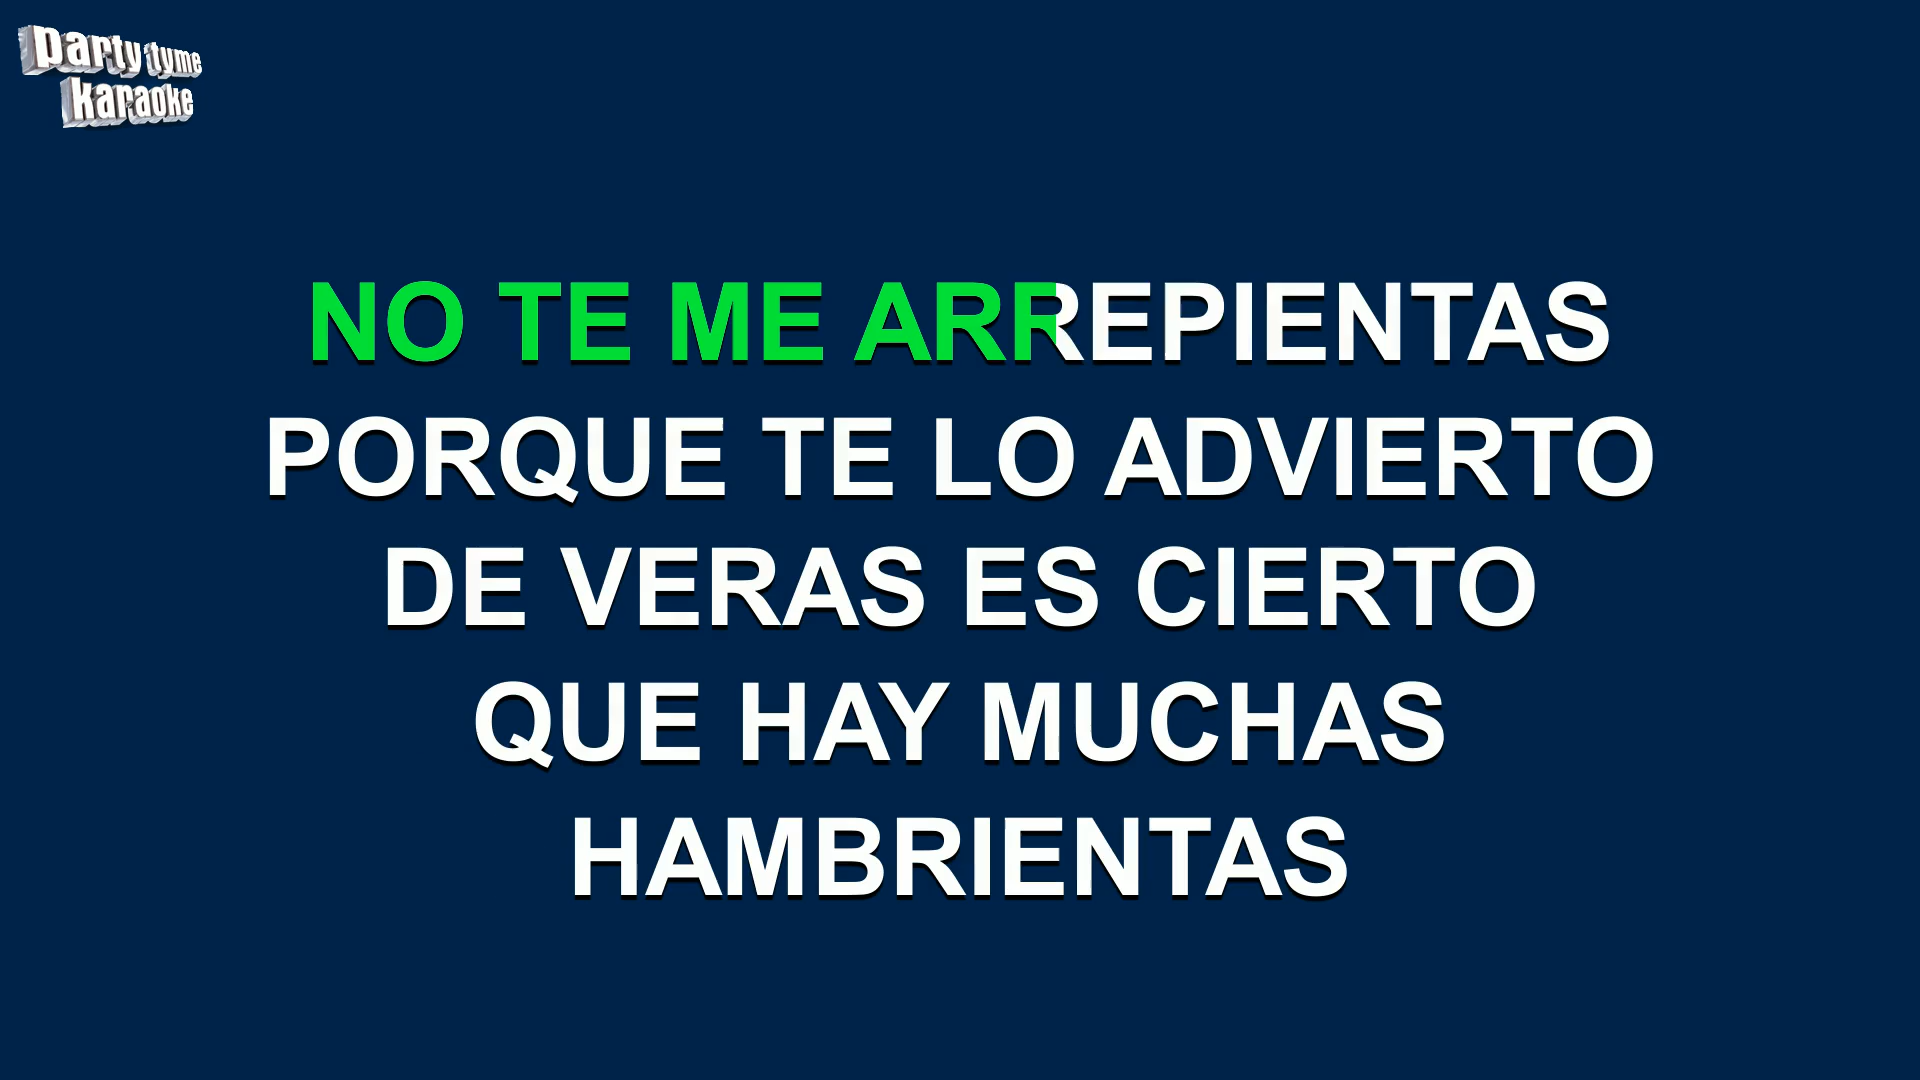 party tyme
karaoke
NO TE ME ARREPIENTAS
PORQUE TE LO ADVIERTO
DE VERAS ES CIERTO
QUE HAY MUCHAS
HAMBRIENTAS